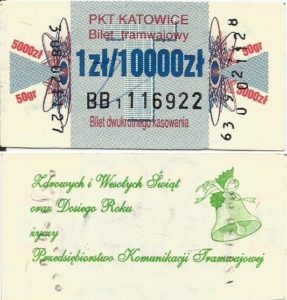 PKT KATOWICE
Bilet tramwajowy
5000zł
50gr
1zł/10000zł
50gr
5000zł
BB 1 116922
Bilet dwukrotnego kasowania
Zdrowych i Wesołych Świąt
oraz Dosiego Roku
życzy
Przedsiębiorstwo Komunikacji Tramwajowej